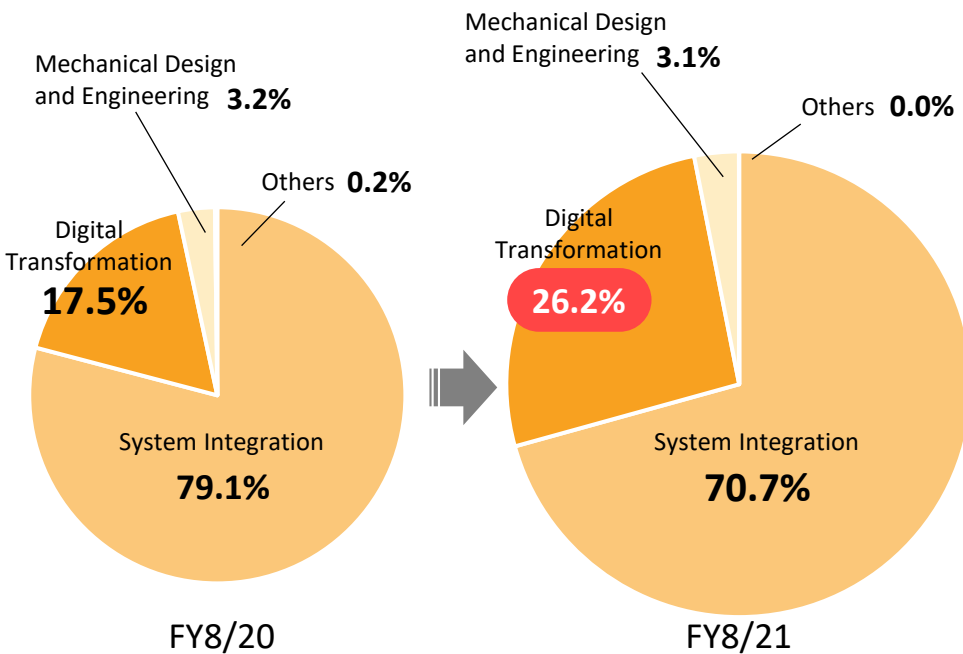 Mechanical Design
and Engineering 3.2%
Others 0.2%
Digital
Transformation
17.5%
System Integration
79.1%
FY8/20
Mechanical Design
and Engineering 3.1%
Others 0.0%
Digital
Transformation
26.2%
System Integration
70.7%
FY8/21